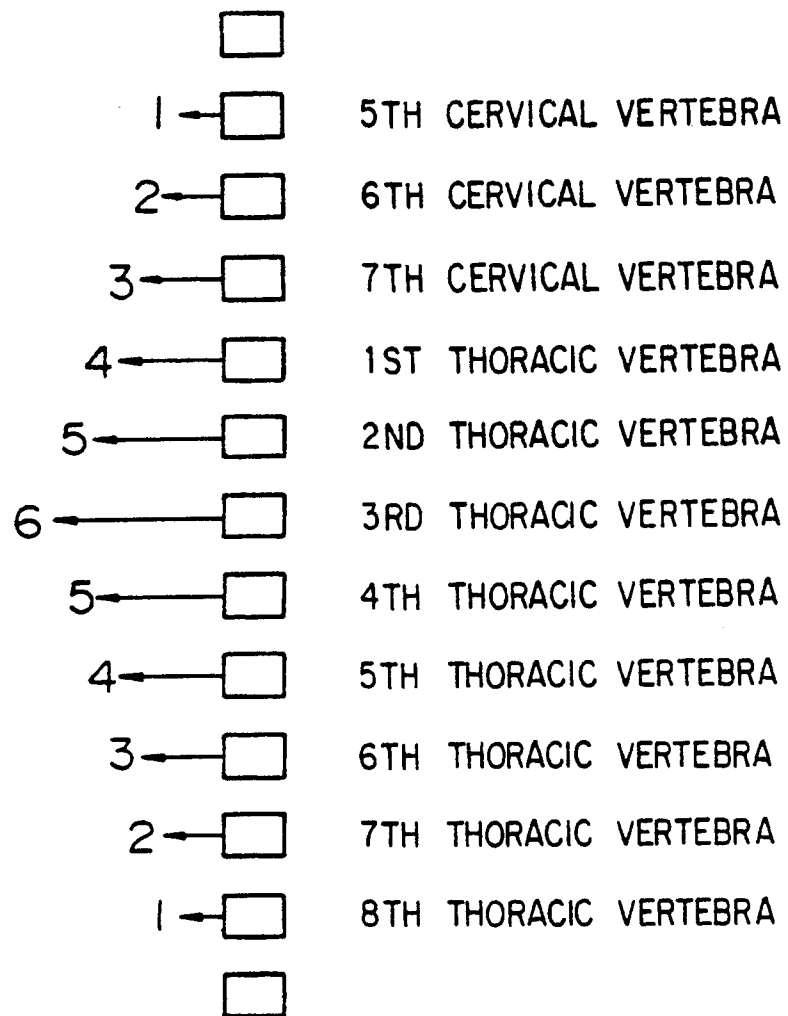 1 5TH CERVICAL VERTEBRA
2 6TH CERVICAL VERTEBRA
3 7TH CERVICAL VERTEBRA
4 1ST THORACIC VERTEBRA
5 2ND THORACIC VERTEBRA
6 3RD THORACIC VERTEBRA
5 4TH THORACIC VERTEBRA
4 5TH THORACIC VERTEBRA
3 6TH THORACIC VERTEBRA
2 7TH THORACIC VERTEBRA
1 8TH THORACIC VERTEBRA